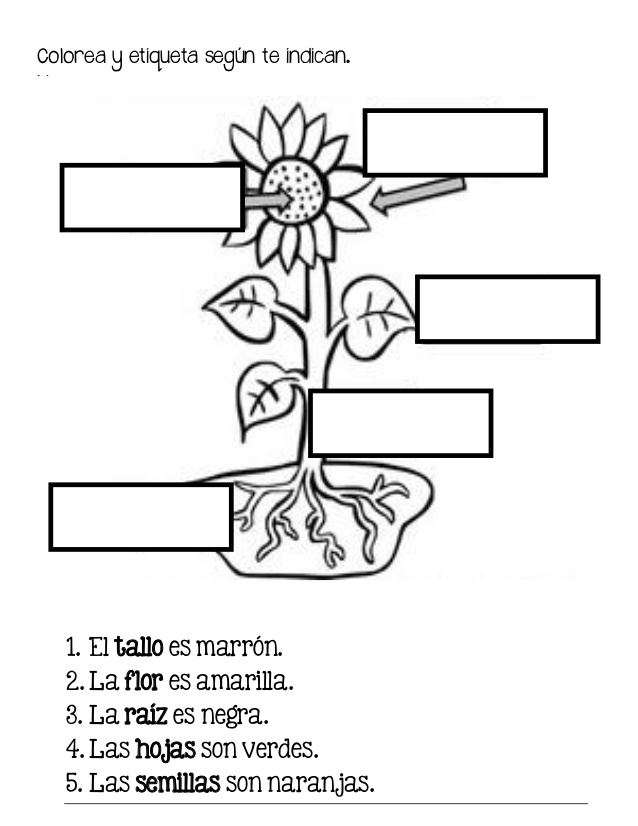 Colorea y etiqueta según te indican.
1. El tallo es marrón.
2. La flor es amarilla.
3. La raíz es negra.
4. Las hojas son verdes.
5. Las semillas son naranjas.